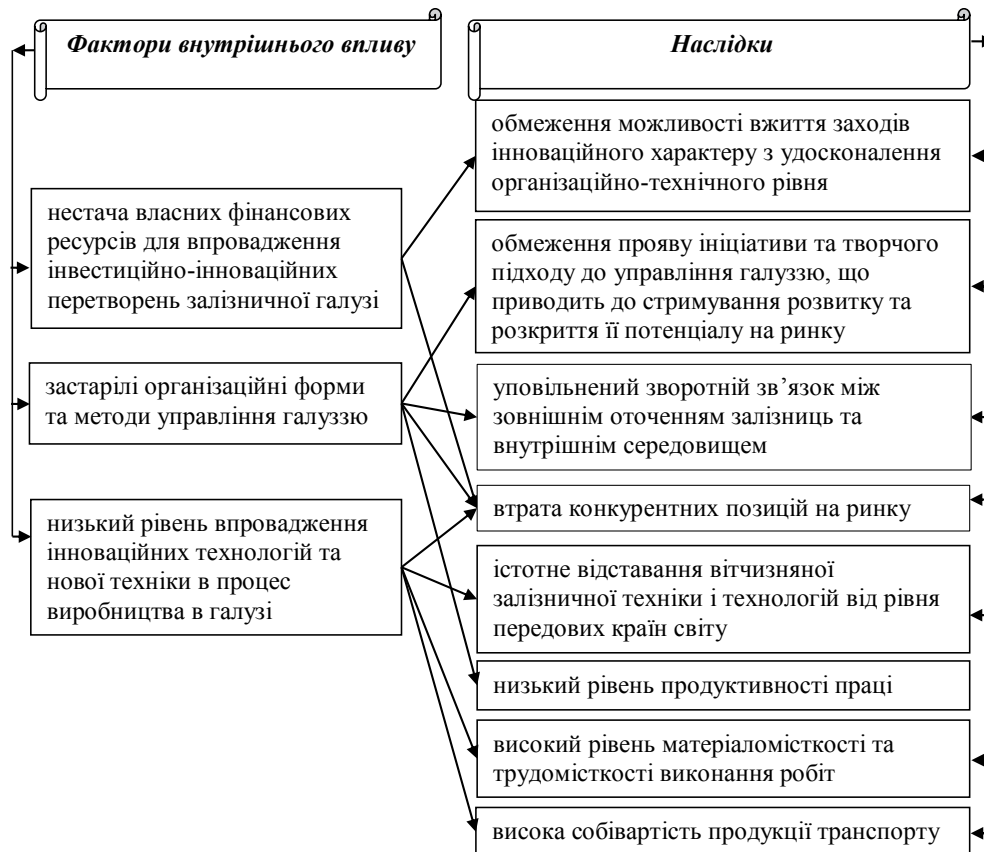 Фактори внутрішнього впливу
нестача власних фінансових
ресурсів для впровадження
інвестиційно-інноваційних
перетворень залізничної галузі
застарілі організаційні форми
та методи управління галуззю
низький рівень впровадження
інноваційних технологій та
нової техніки в процес
виробництва в галузі
Наслідки
обмеження можливості вжиття заходів
інноваційного характеру з удосконалення
організаційно-технічного рівня
обмеження прояву ініціативи та творчого
підходу до управління галуззю, що
приводить до стримування розвитку та
розкриття її потенціалу на ринку
уповільнений зворотній зв’язок між
зовнішнім оточенням залізниць та
внутрішнім середовищем
втрата конкурентних позицій на ринку
істотне відставання вітчизняної
залізничної техніки і технологій від рівня
передових країн світу
низький рівень продуктивності праці
високий рівень матеріаломісткості та
трудомісткості виконання робіт
висока собівартість продукції транспорту